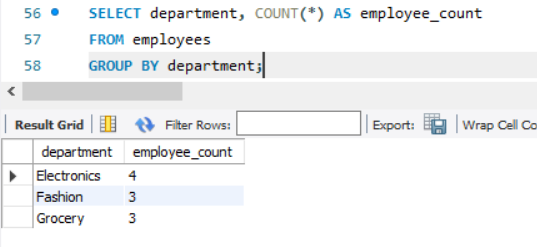 56 SELECT department, COUNT(*) AS employee_count
57 FROM employees
58 GROUP BY department;
Result Grid Filter Rows: Export: Wrap Cell Co
department employee_count
Electronics 4
Fashion 3
Grocery 3